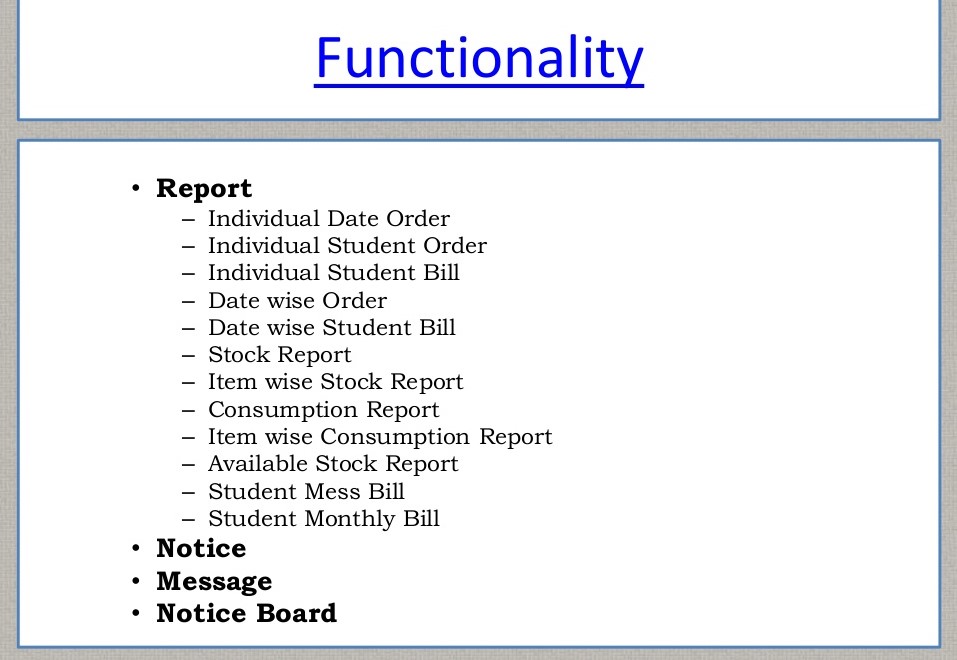 Functionality
• Report
– Individual Date Order
– Individual Student Order
– Individual Student Bill
– Date wise Order
– Date wise Student Bill
– Stock Report
– Item wise Stock Report
– Consumption Report
– Item wise Consumption Report
– Available Stock Report
– Student Mess Bill
– Student Monthly Bill
• Notice
• Message
• Notice Board